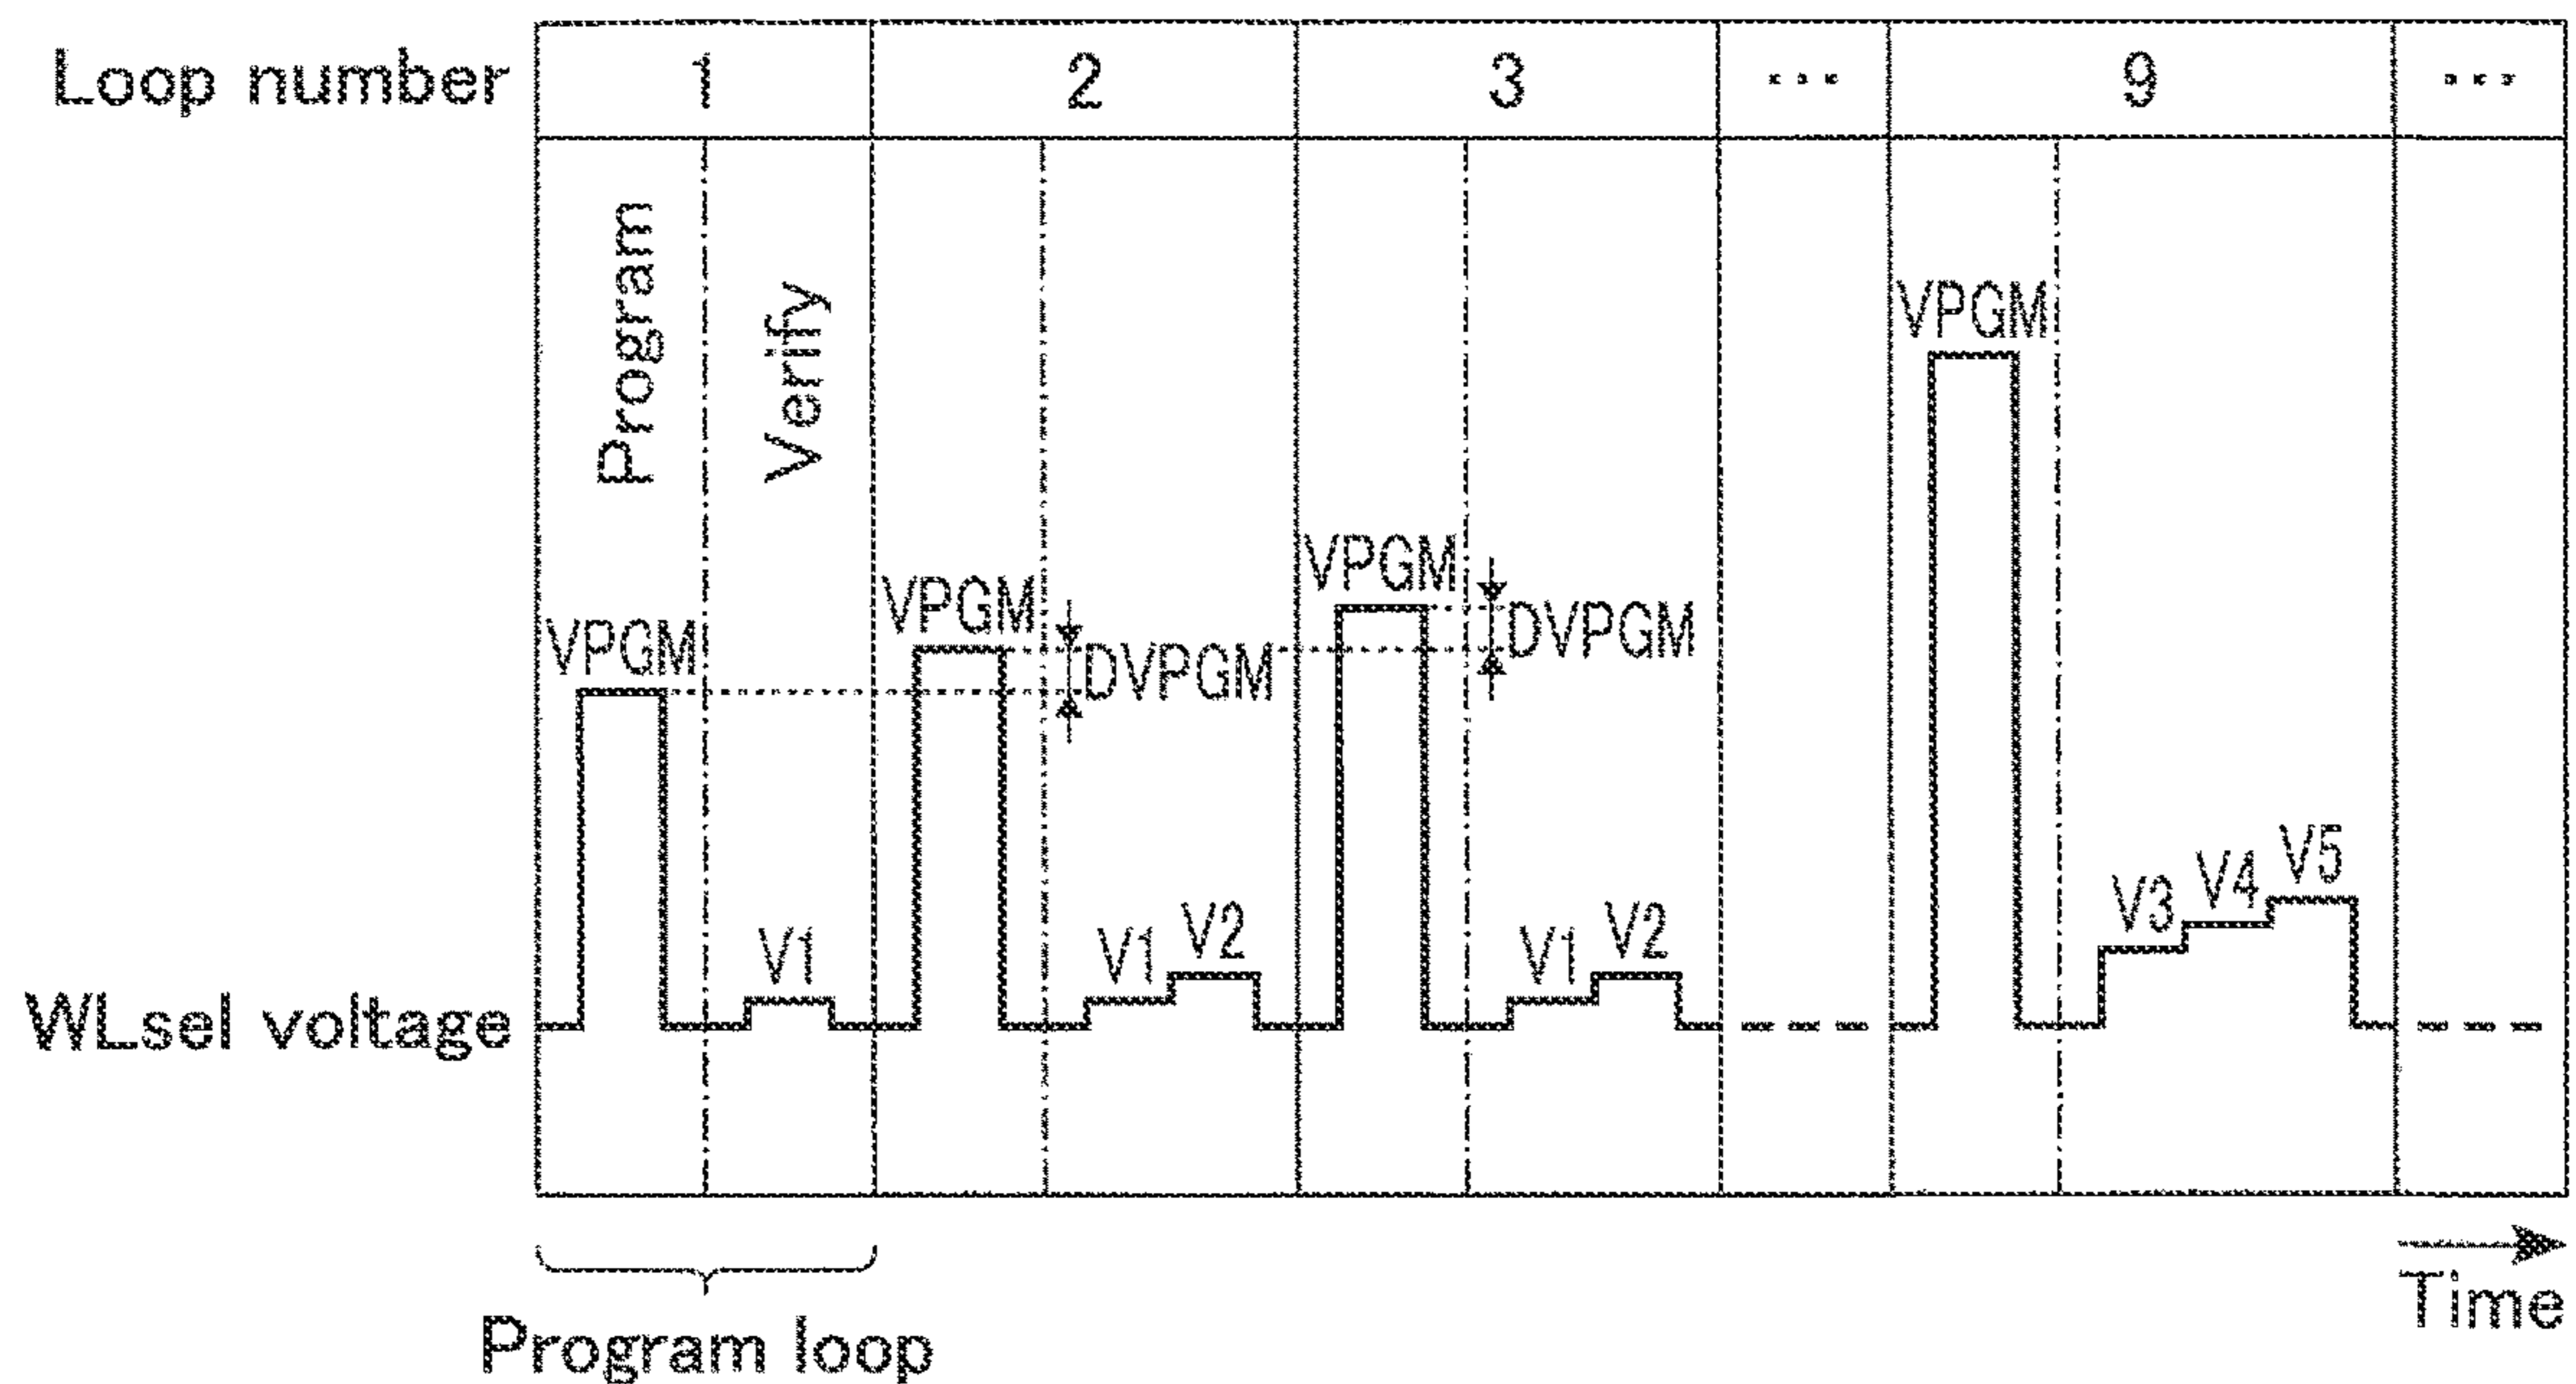 Loop number 1 2 3 ... 9 ...
Program
Verify
VPGM
VPGM
DVPGM
VPGM
DVPGM
VPGM
V1
V1 V2
V1 V2
V3 V4 V5
WLsel voltage
Program loop
Time